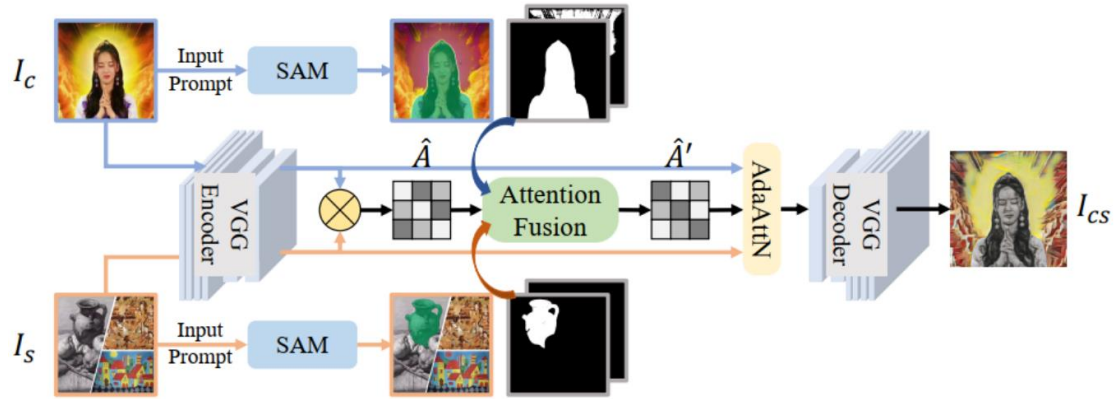 I_c
Input
Prompt
SAM
VGG
Encoder
Â
Attention
Fusion
Â′
AdaAttN
VGG
Decoder
I_cs
I_s
Input
Prompt
SAM